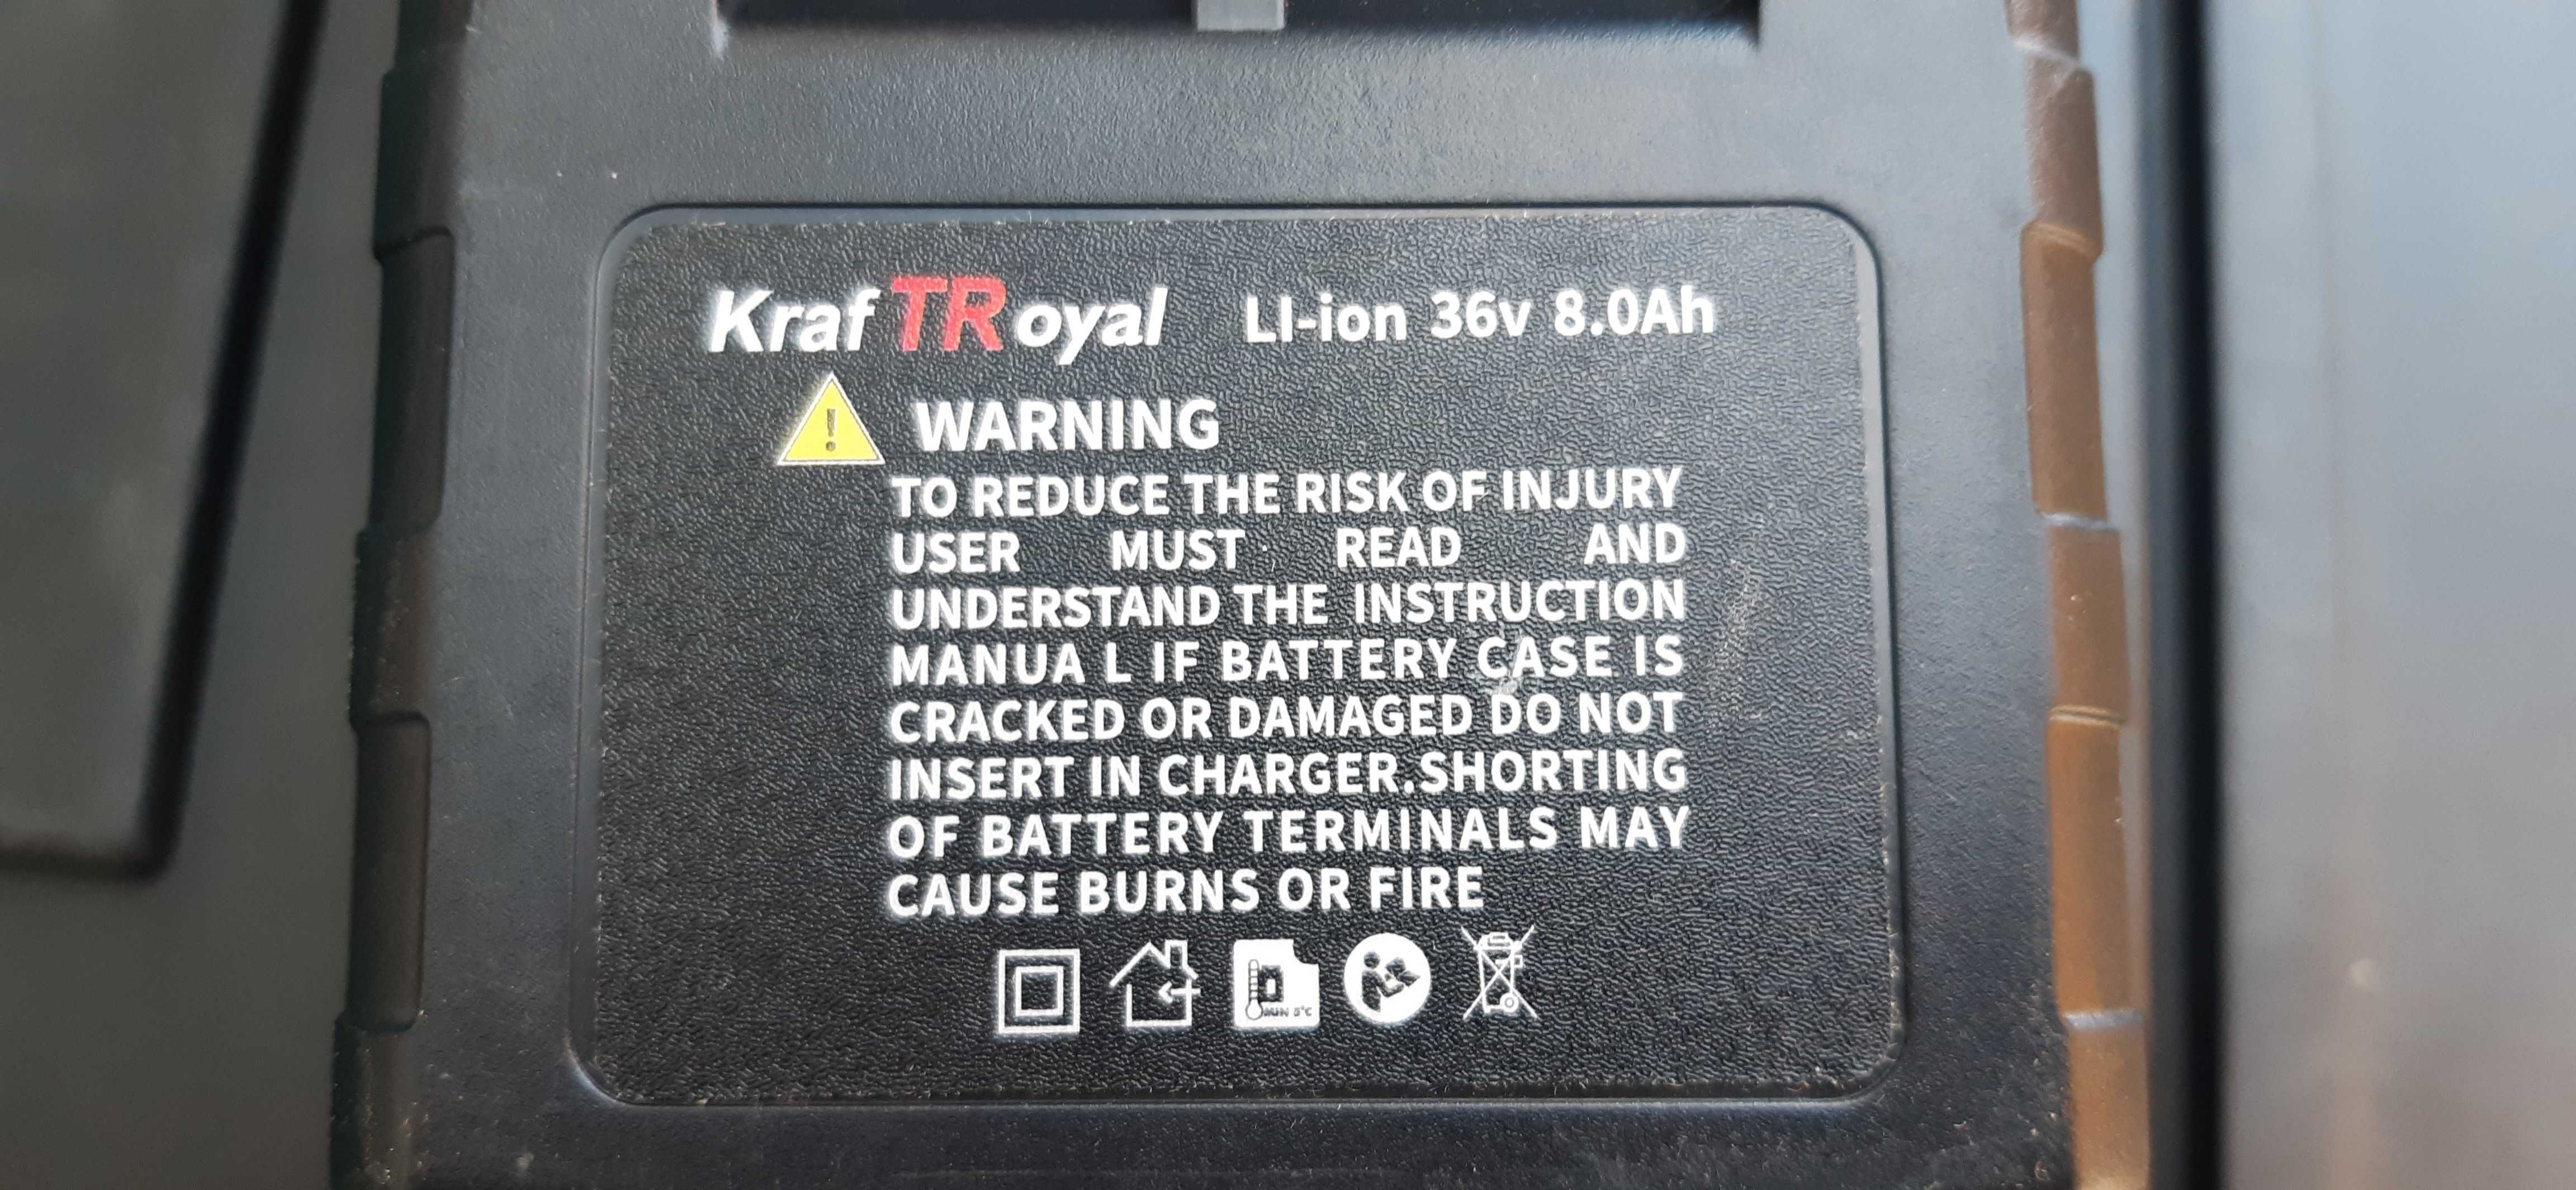 KrafTRoyal LI-ion 36v 8.0Ah
! WARNING
TO REDUCE THE RISK OF INJURY
USER MUST READ AND
UNDERSTAND THE INSTRUCTION
MANUA L IF BATTERY CASE IS
CRACKED OR DAMAGED DO NOT
INSERT IN CHARGER.SHORTING
OF BATTERY TERMINALS MAY
CAUSE BURNS OR FIRE
MIN 5°C